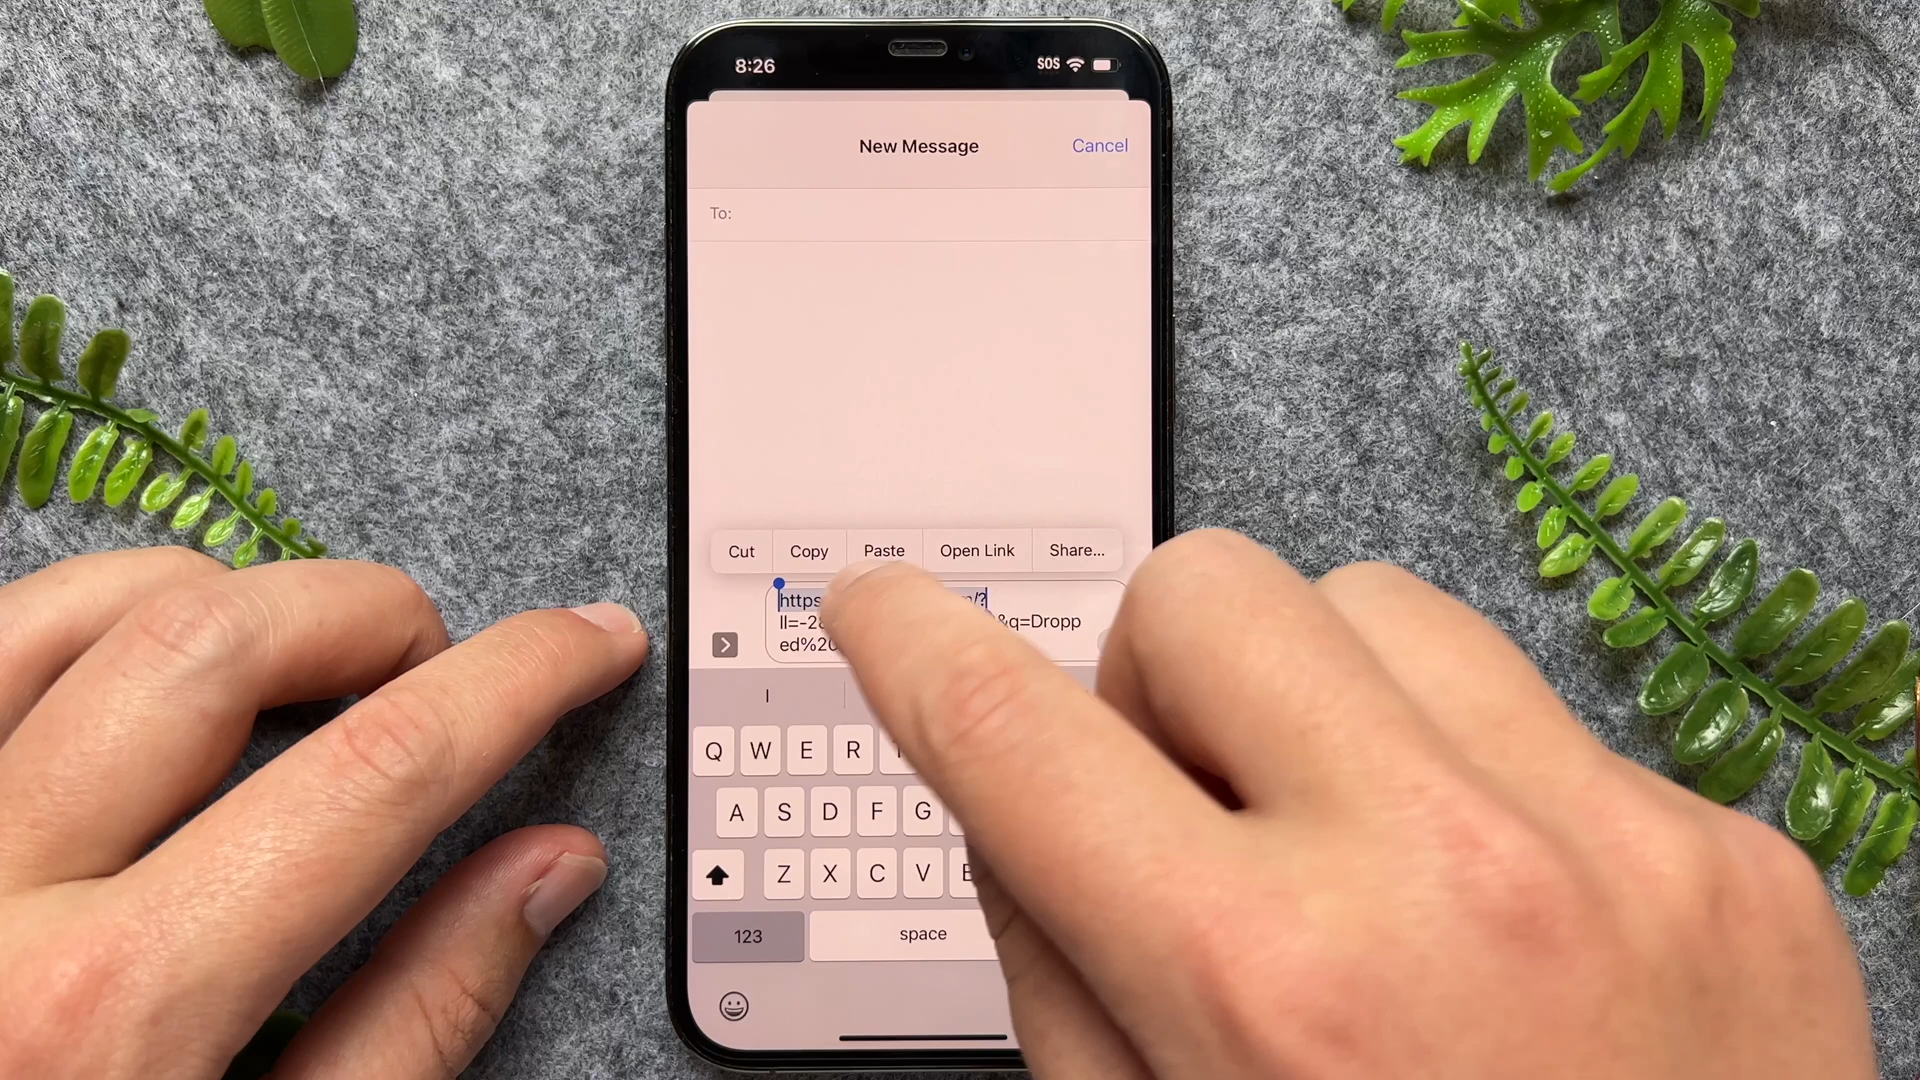 8:26 SOS
New Message Cancel
To:
Cut Copy Paste Open Link Share...
https /?
ll=-28 &q=Dropp
ed%20
I
Q W E R
A S D F G
Z X C V
123 space